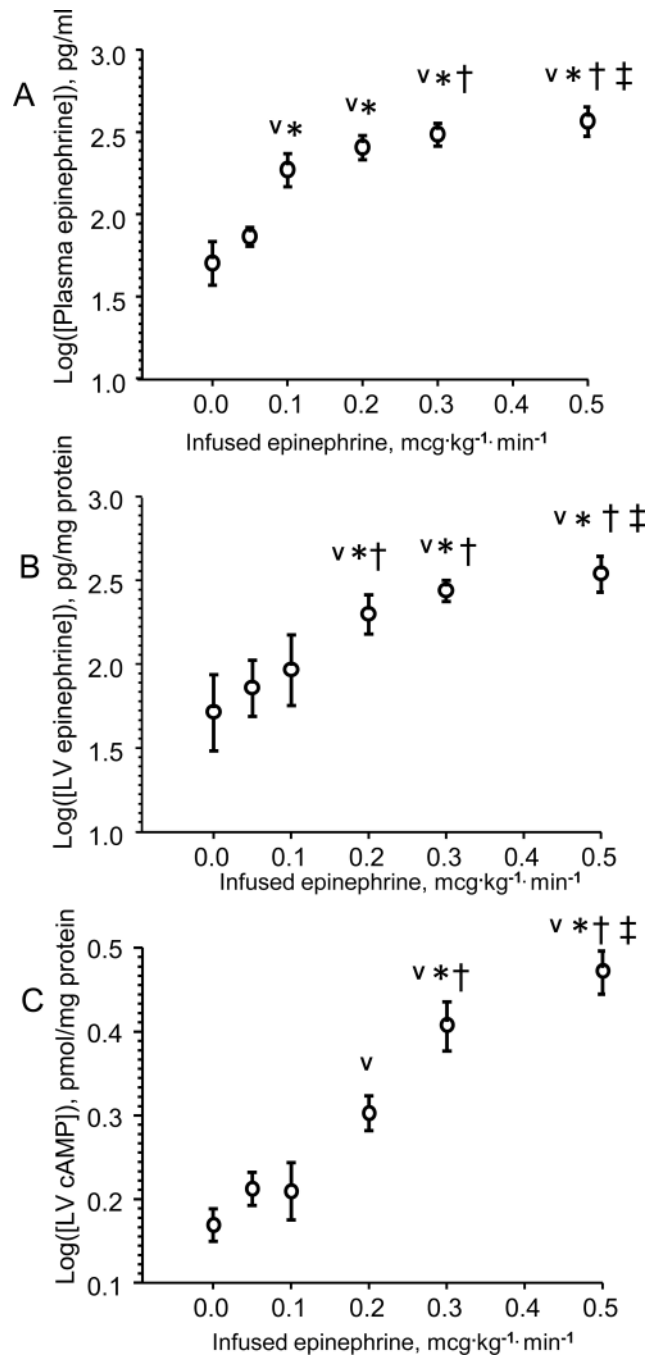 A
Log([Plasma epinephrine]), pg/ml
3.0
2.5
2.0
1.5
1.0
v *
v *
v * †
v * † ‡
0.0 0.1 0.2 0.3 0.4 0.5
Infused epinephrine, mcg·kg⁻¹·min⁻¹
B
Log([LV epinephrine]), pg/mg protein
3.0
2.5
2.0
1.5
1.0
v * †
v * †
v * † ‡
0.0 0.1 0.2 0.3 0.4 0.5
Infused epinephrine, mcg·kg⁻¹·min⁻¹
C
Log([LV cAMP]), pmol/mg protein
0.5
0.4
0.3
0.2
0.1
v
v * †
v * † ‡
0.0 0.1 0.2 0.3 0.4 0.5
Infused epinephrine, mcg·kg⁻¹·min⁻¹